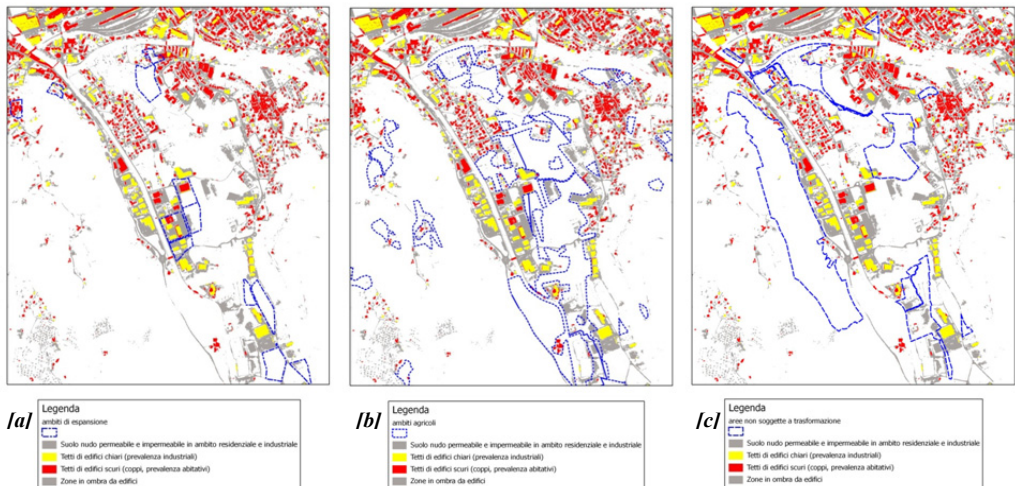 [a]
Legenda
ambiti di espansione
Suolo nudo permeabile e impermeabile in ambito residenziale e industriale
Tetti di edifici chiari (prevalenza industriali)
Tetti di edifici scuri (coppi, prevalenza abitativi)
Zone in ombra da edifici
[b]
Legenda
ambiti agricoli
Suolo nudo permeabile e impermeabile in ambito residenziale e industriale
Tetti di edifici chiari (prevalenza industriali)
Tetti di edifici scuri (coppi, prevalenza abitativi)
Zone in ombra da edifici
[c]
Legenda
aree non soggette a trasformazione
Suolo nudo permeabile e impermeabile in ambito residenziale e industriale
Tetti di edifici chiari (prevalenza industriali)
Tetti di edifici scuri (coppi, prevalenza abitativi)
Zone in ombra da edifici